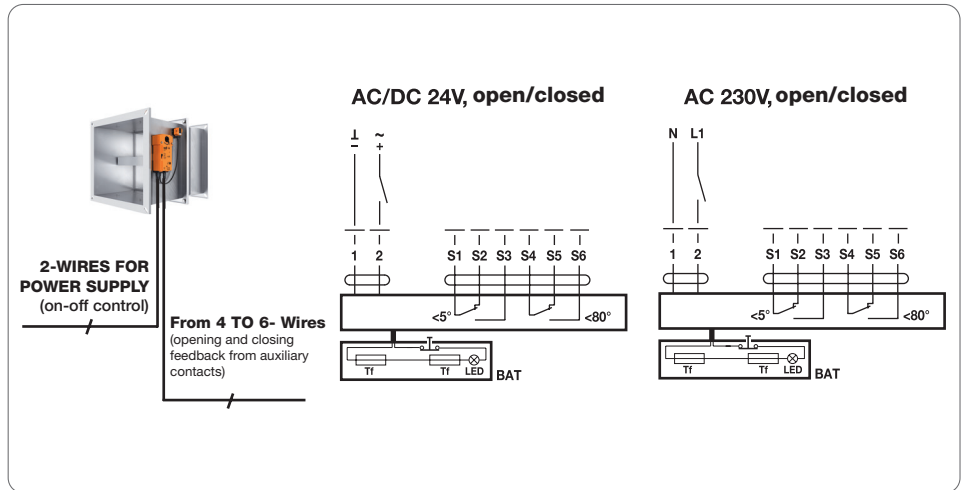 AC/DC 24V, open/closed
⊥ ~
− +
1 2 S1 S2 S3 S4 S5 S6
<5° <80°
Tf Tf LED BAT
AC 230V, open/closed
N L1
1 2 S1 S2 S3 S4 S5 S6
<5° <80°
Tf Tf LED BAT
2-WIRES FOR
POWER SUPPLY
(on-off control)
From 4 TO 6- Wires
(opening and closing
feedback from auxiliary
contacts)